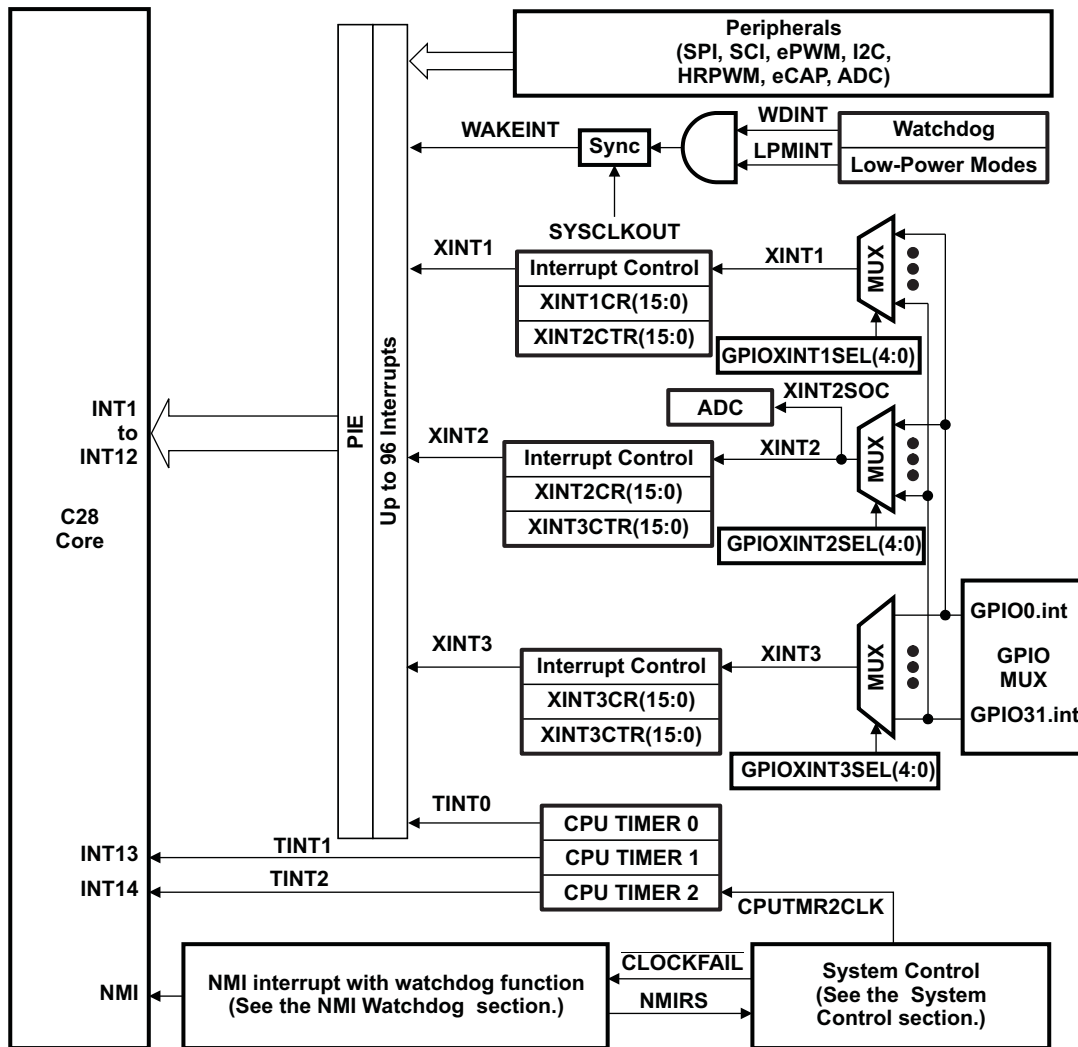 Peripherals
(SPI, SCI, ePWM, I2C,
HRPWM, eCAP, ADC)
WDINT
WAKEINT
Sync
Watchdog
LPMINT
Low-Power Modes
SYSCLKOUT
XINT1
Interrupt Control
XINT1CR(15:0)
XINT2CTR(15:0)
XINT1
MUX
GPIOXINT1SEL(4:0)
INT1
to
INT12
PIE
Up to 96 Interrupts
ADC
XINT2SOC
XINT2
Interrupt Control
XINT2CR(15:0)
XINT3CTR(15:0)
XINT2
MUX
GPIOXINT2SEL(4:0)
C28
Core
XINT3
Interrupt Control
XINT3CR(15:0)
XINT3CTR(15:0)
XINT3
MUX
GPIOXINT3SEL(4:0)
GPIO0.int
GPIO
MUX
GPIO31.int
TINT0
CPU TIMER 0
INT13
TINT1
CPU TIMER 1
INT14
TINT2
CPU TIMER 2
CPUTMR2CLK
NMI
NMI interrupt with watchdog function
(See the NMI Watchdog section.)
CLOCKFAIL
NMIRS
System Control
(See the System
Control section.)